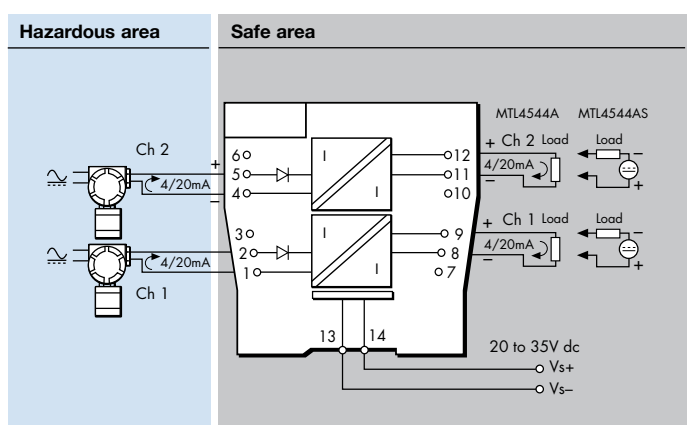 Hazardous area
Safe area
MTL4544A MTL4544AS
Ch 2
+
–
4/20mA
6
5
4
I
I
12
11
10
+ Ch 2 Load
4/20mA
–
Load
–
+
4/20mA
Ch 1
3
2
1
I
I
9
8
7
+ Ch 1 Load
4/20mA
–
Load
–
+
13
14
20 to 35V dc
Vs+
Vs–